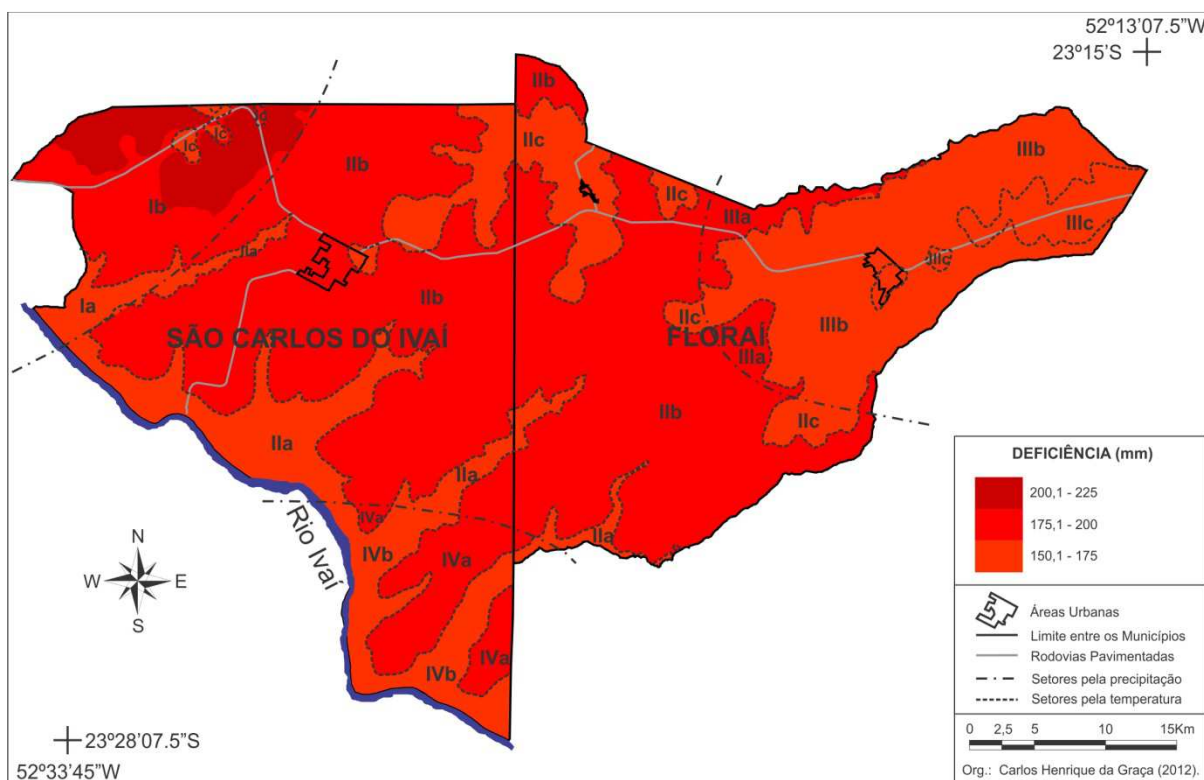 52º13’07.5”W
23º15’S
IIb
Ic
Ic
IIc
IIb
IIIb
Ib
IIc
IIIa
IIIc
IIa
IIIc
Ia
IIb
IIc
IIIb
SÃO CARLOS DO IVAÍ
FLORAÍ
IIIa
IIb
IIc
IIa
IIa
IVa
Rio Ivaí
IVb
IVa
IIa
IVb
IVa
N
W
E
S
23º28’07.5”S
52º33’45”W
DEFICIÊNCIA (mm)
200,1 - 225
175,1 - 200
150,1 - 175
Áreas Urbanas
Limite entre os Municípios
Rodovias Pavimentadas
Setores pela precipitação
Setores pela temperatura
0 2,5 5 10 15Km
Org.: Carlos Henrique da Graça (2012).